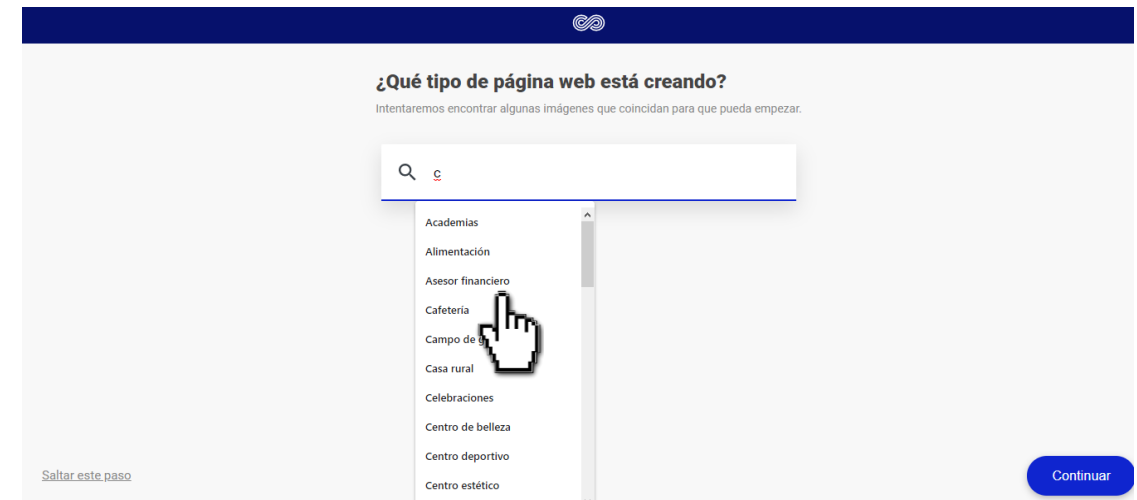 ¿Qué tipo de página web está creando?
Intentaremos encontrar algunas imágenes que coincidan para que pueda empezar.
c
Academias
Alimentación
Asesor financiero
Cafetería
Campo de
Casa rural
Celebraciones
Centro de belleza
Centro deportivo
Centro estético
Saltar este paso
Continuar